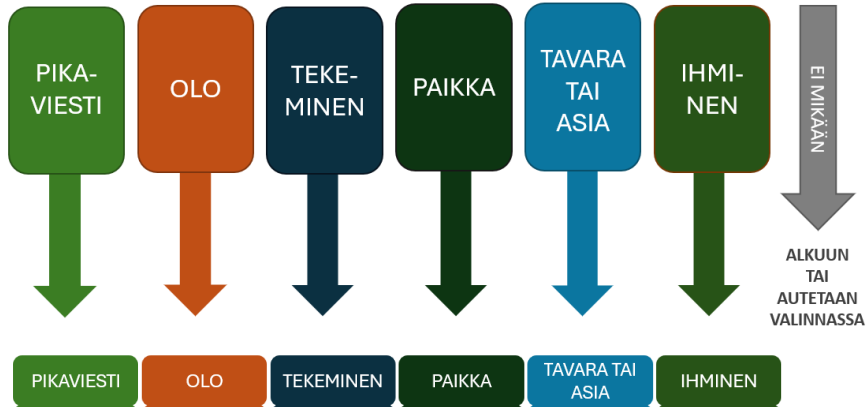 PIKA-
VIESTI
OLO
TEKE-
MINEN
PAIKKA
TAVARA
TAI
ASIA
IHMI-
NEN
EI MIKÄÄN
ALKUUN
TAI
AUTETAAN
VALINNASSA
PIKAVIESTI
OLO
TEKEMINEN
PAIKKA
TAVARA TAI
ASIA
IHMINEN